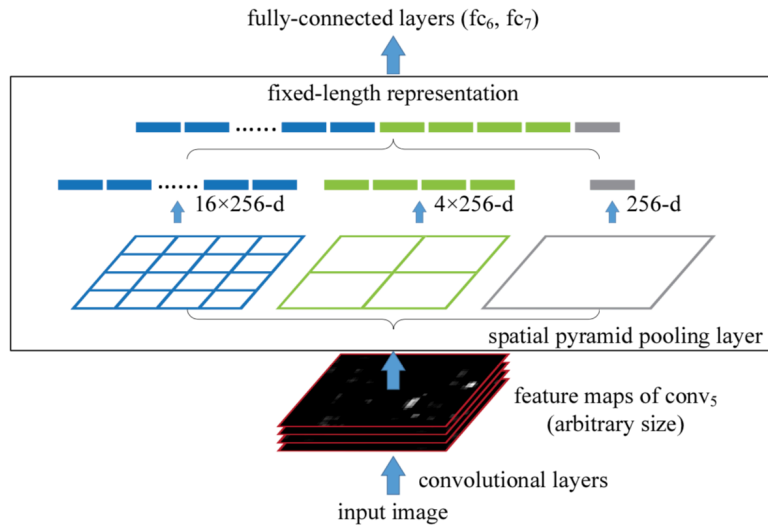 fully-connected layers (fc₆, fc₇)
fixed-length representation
......
......
16×256-d
4×256-d
256-d
spatial pyramid pooling layer
feature maps of conv₅
(arbitrary size)
convolutional layers
input image